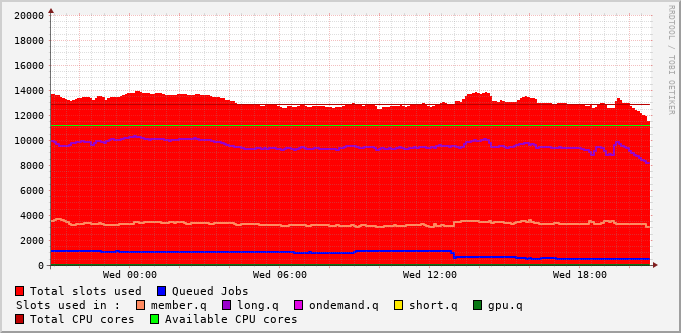 RRDTOOL / TOBI OETIKER
20000
18000
16000
14000
12000
10000
8000
6000
4000
2000
0
Wed 00:00 Wed 06:00 Wed 12:00 Wed 18:00
Total slots used Queued Jobs
Slots used in : member.q long.q ondemand.q short.q gpu.q
Total CPU cores Available CPU cores